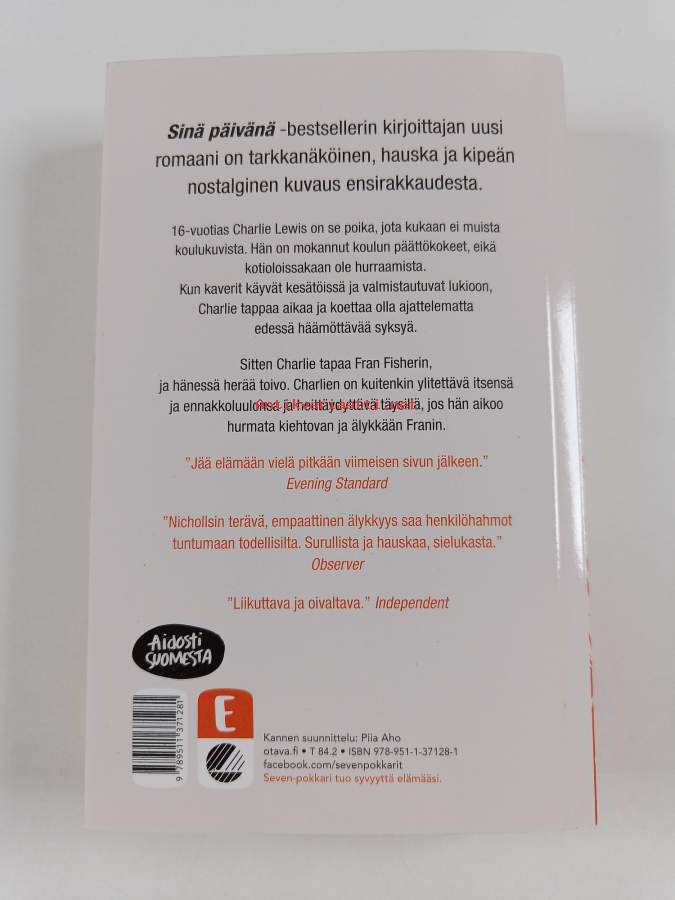 Sinä päivänä -bestsellerin kirjoittajan uusi
romaani on tarkkanäköinen, hauska ja kipeän
nostalginen kuvaus ensirakkaudesta.
16-vuotias Charlie Lewis on se poika, jota kukaan ei muista
koulukuvista. Hän on mokannut koulun päättökokeet, eikä
kotioloissakaan ole hurraamista.
Kun kaverit käyvät kesätöissä ja valmistautuvat lukioon,
Charlie tappaa aikaa ja koettaa olla ajattelematta
edessä häämöttävää syksyä.
Sitten Charlie tapaa Fran Fisherin,
ja hänessä herää toivo. Charlien on kuitenkin ylitettävä itsensä
ja ennakkoluulonsa ja heittäydyttävä täysillä, jos hän aikoo
hurmata kiehtovan ja älykkään Franin.
"Jää elämään vielä pitkään viimeisen sivun jälkeen."
Evening Standard
"Nichollsin terävä, empaattinen älykkyys saa henkilöhahmot
tuntumaan todellisilta. Surullista ja hauskaa, sielukasta."
Observer
"Liikuttava ja oivaltava." Independent
Aidosti
SUOMESTA
9 789511 371281
E
Kannen suunnittelu: Piia Aho
otava.fi • T 84.2 • ISBN 978-951-1-37128-1
facebook.com/sevenpokkarit
Seven-pokkari tuo syvyyttä elämääsi.